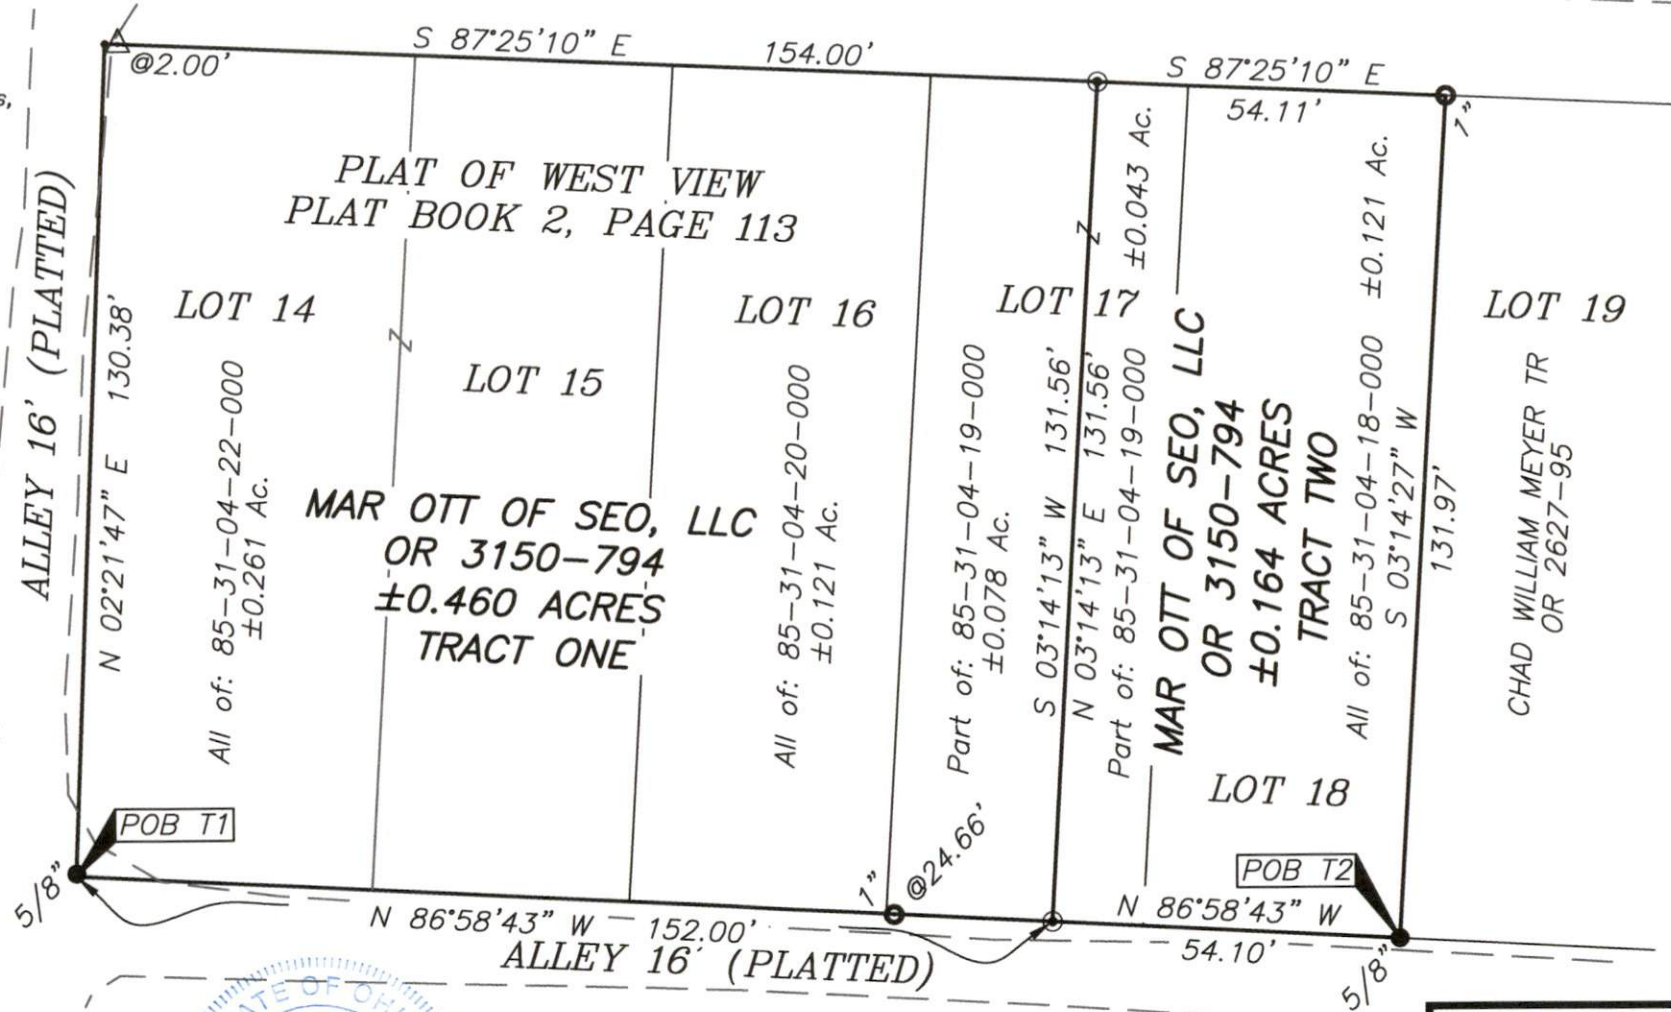 S 87°25'10" E
154.00'
@2.00'
S 87°25'10" E
54.11'
1"
PLAT OF WEST VIEW
PLAT BOOK 2, PAGE 113
ALLEY 16' (PLATTED)
N 02°21'47" E 130.38'
LOT 14
All of: 85-31-04-22-000
±0.261 Ac.
Z
LOT 15
LOT 16
All of: 85-31-04-20-000
±0.121 Ac.
MAR OTT OF SEO, LLC
OR 3150-794
±0.460 ACRES
TRACT ONE
LOT 17
Part of: 85-31-04-19-000
±0.078 Ac.
S 03°14'13" W 131.56'
Z
N 03°14'13" E 131.56'
Part of: 85-31-04-19-000 ±0.043 Ac.
MAR OTT OF SEO, LLC
OR 3150-794
±0.164 ACRES
TRACT TWO
All of: 85-31-04-18-000 ±0.121 Ac.
S 03°14'27" W
131.97'
LOT 18
LOT 19
CHAD WILLIAM MEYER TR
OR 2627-95
POB T1
5/8"
1"
@24.66'
POB T2
5/8"
N 86°58'43" W
152.00'
N 86°58'43" W
54.10'
ALLEY 16' (PLATTED)
ATE OF OH